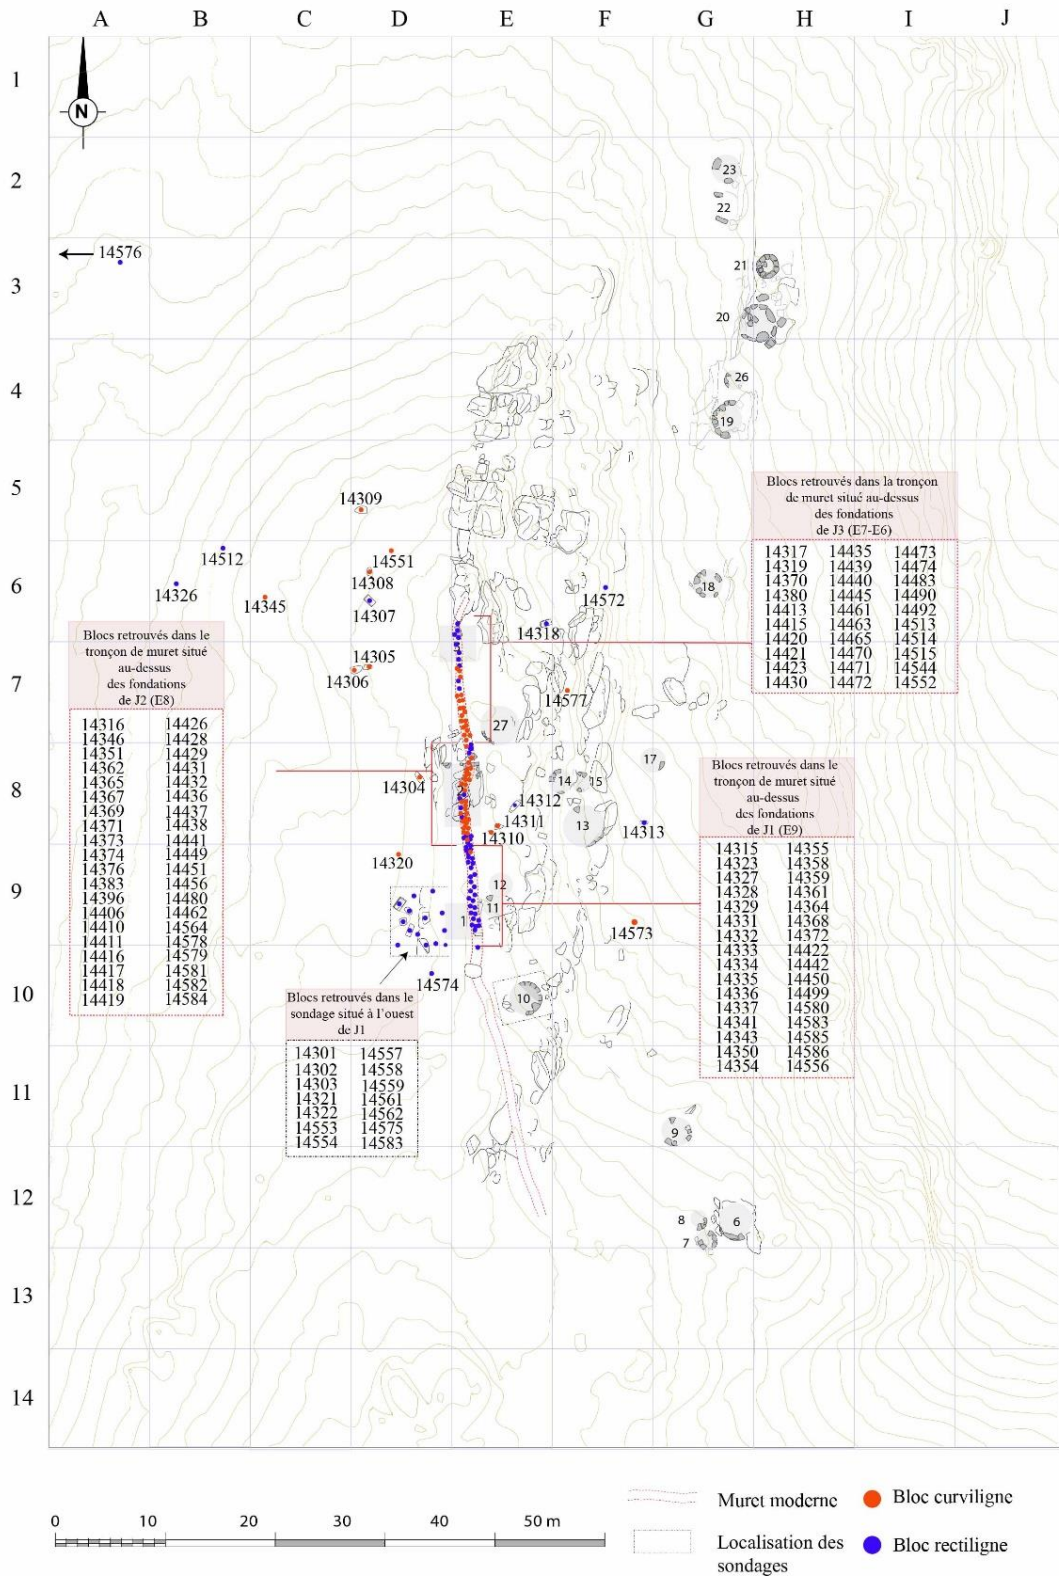 A B C D E F G H I J
1
N
2
23
22
14576
3
21
20
4
26
19
5
14309
Blocs retrouvés dans la tronçon
de muret situé au-dessus
des fondations
de J3 (E7-E6)
14317 14435 14473
14319 14439 14474
14370 14440 14483
14380 14445 14490
14413 14461 14492
14415 14463 14513
14420 14465 14514
14421 14470 14515
14423 14471 14544
14430 14472 14552
14512
14551
6
14326
14345
14308
14307
14572
18
14318
Blocs retrouvés dans le
tronçon de muret situé
au-dessus
des fondations
de J2 (E8)
14316 14426
14346 14428
14351 14429
14362 14431
14365 14432
14367 14436
14369 14437
14371 14438
14373 14441
14374 14449
14376 14451
14383 14456
14396 14480
14406 14462
14410 14564
14411 14578
14416 14579
14417 14581
14418 14582
14419 14584
14305
14306
7
14577
27
17
8
14304
14 15
14312
14311
14310
13
14313
Blocs retrouvés dans le
tronçon de muret situé
au-dessus
des fondations
de J1 (E9)
14315 14355
14323 14358
14327 14359
14328 14361
14329 14364
14331 14368
14332 14372
14333 14422
14334 14442
14335 14450
14336 14499
14337 14580
14341 14583
14343 14585
14350 14586
14354 14556
14320
9
12
11
1
14573
14574
10
10
Blocs retrouvés dans le
sondage situé à l'ouest
de J1
14301 14557
14302 14558
14303 14559
14321 14561
14322 14562
14553 14575
14554 14583
11
9
12
8
6
7
13
14
0 10 20 30 40 50 m
Muret moderne
Bloc curviligne
Localisation des
sondages
Bloc rectiligne